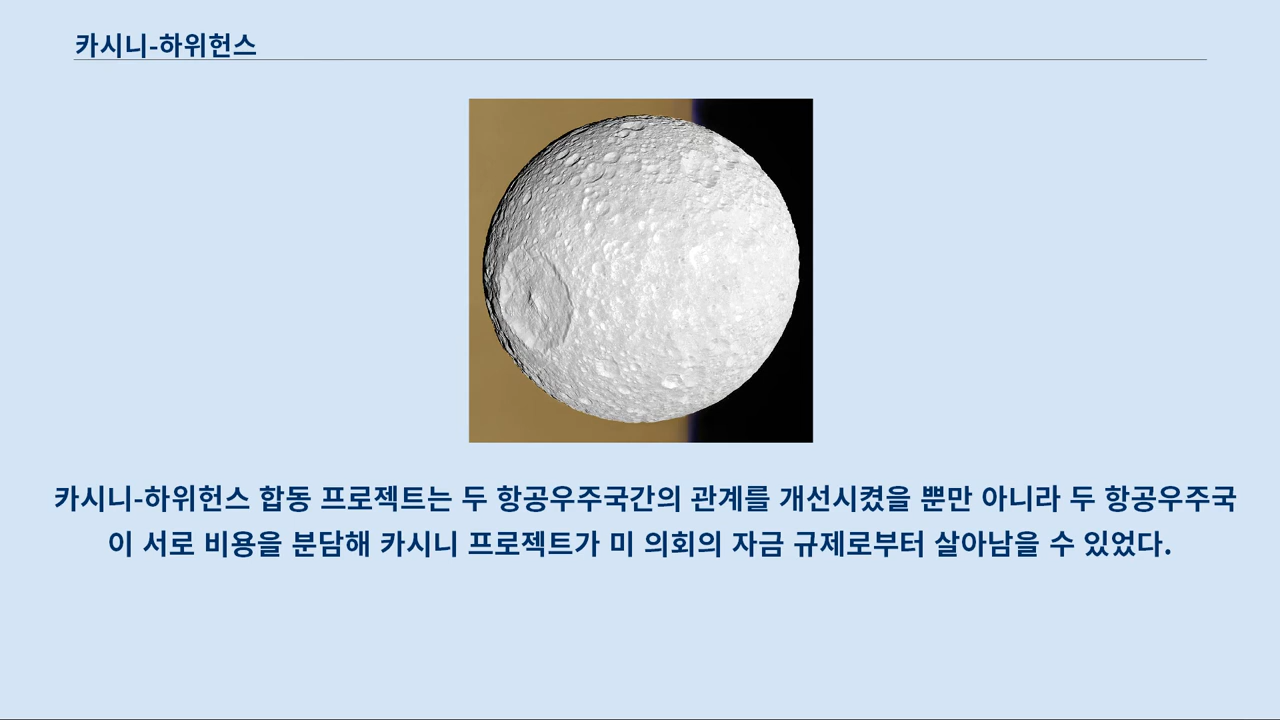 카시니-하위헌스
카시니-하위헌스 합동 프로젝트는 두 항공우주국간의 관계를 개선시켰을 뿐만 아니라 두 항공우주국
이 서로 비용을 분담해 카시니 프로젝트가 미 의회의 자금 규제로부터 살아남을 수 있었다.